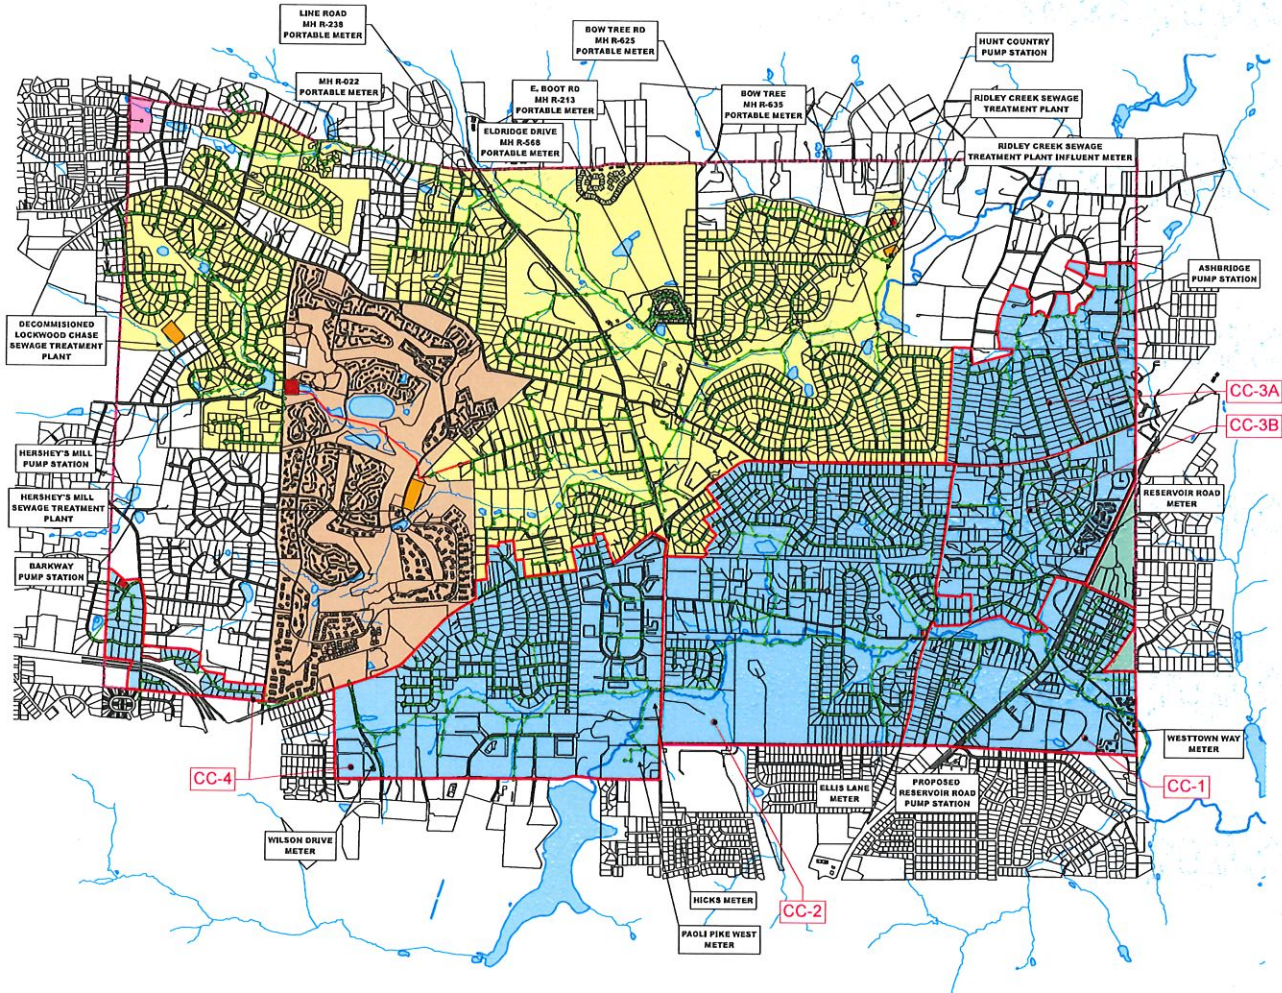 LINE ROAD
MH R-238
PORTABLE METER
BOW TREE RD
MH R-625
PORTABLE METER
HUNT COUNTRY
PUMP STATION
MH R-022
PORTABLE METER
E. BOOT RD
MH R-213
PORTABLE METER
BOW TREE
MH R-635
PORTABLE METER
RIDLEY CREEK SEWAGE
TREATMENT PLANT
ELDRIDGE DRIVE
MH R-568
PORTABLE METER
RIDLEY CREEK SEWAGE
TREATMENT PLANT INFLUENT METER
ASHBRIDGE
PUMP STATION
DECOMMISIONED
LOCKWOOD CHASE
SEWAGE TREATMENT
PLANT
CC-3A
CC-3B
HERSHEY'S MILL
PUMP STATION
HERSHEY'S MILL
SEWAGE TREATMENT
PLANT
RESERVOIR ROAD
METER
BARKWAY
PUMP STATION
WESTTOWN WAY
METER
CC-4
ELLIS LANE
METER
PROPOSED
RESERVOIR ROAD
PUMP STATION
CC-1
WILSON DRIVE
METER
HICKS METER
CC-2
PAOLI PIKE WEST
METER